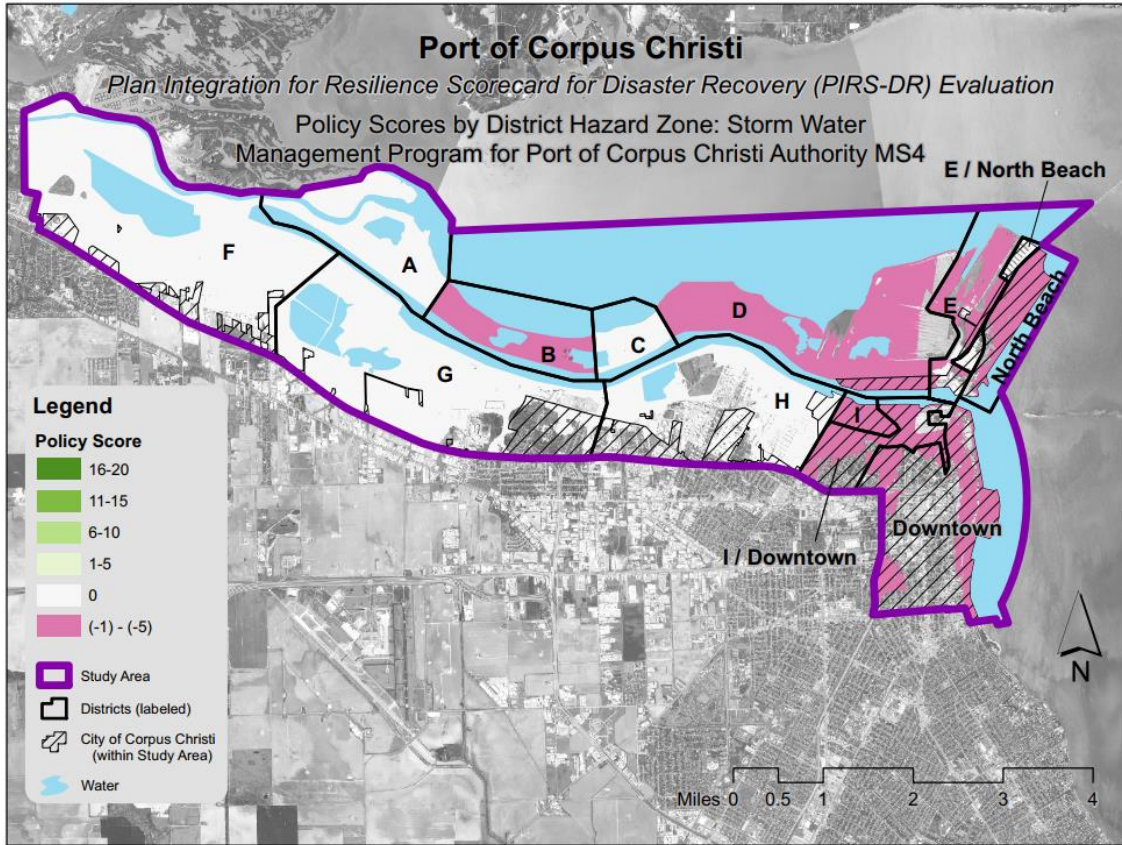 Port of Corpus Christi
Plan Integration for Resilience Scorecard for Disaster Recovery (PIRS-DR) Evaluation
Policy Scores by District Hazard Zone: Storm Water
Management Program for Port of Corpus Christi Authority MS4
E / North Beach
F
A
D
E
B
C
North Beach
G
H
I
Downtown
I / Downtown
Legend
Policy Score
16-20
11-15
6-10
1-5
0
(-1) - (-5)
Study Area
Districts (labeled)
City of Corpus Christi
(within Study Area)
Water
N
Miles 0 0.5 1 2 3 4